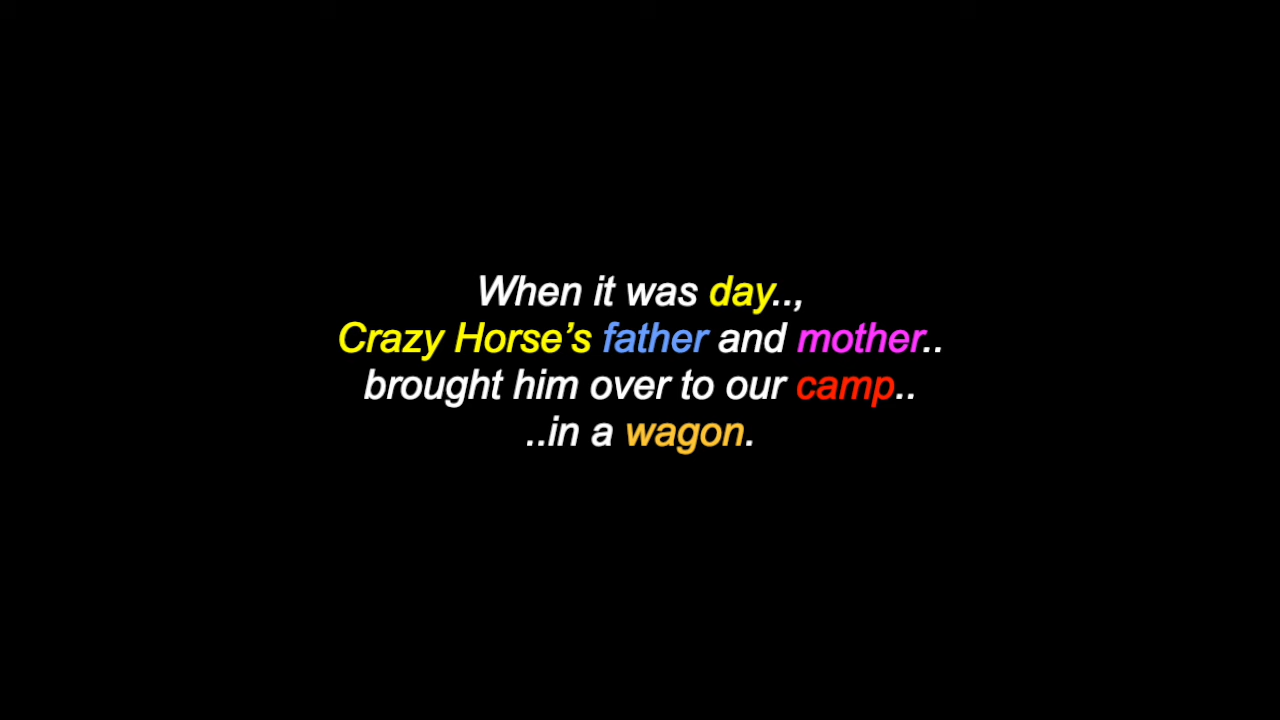 When it was day..,
Crazy Horse’s father and mother..
brought him over to our camp..
..in a wagon.